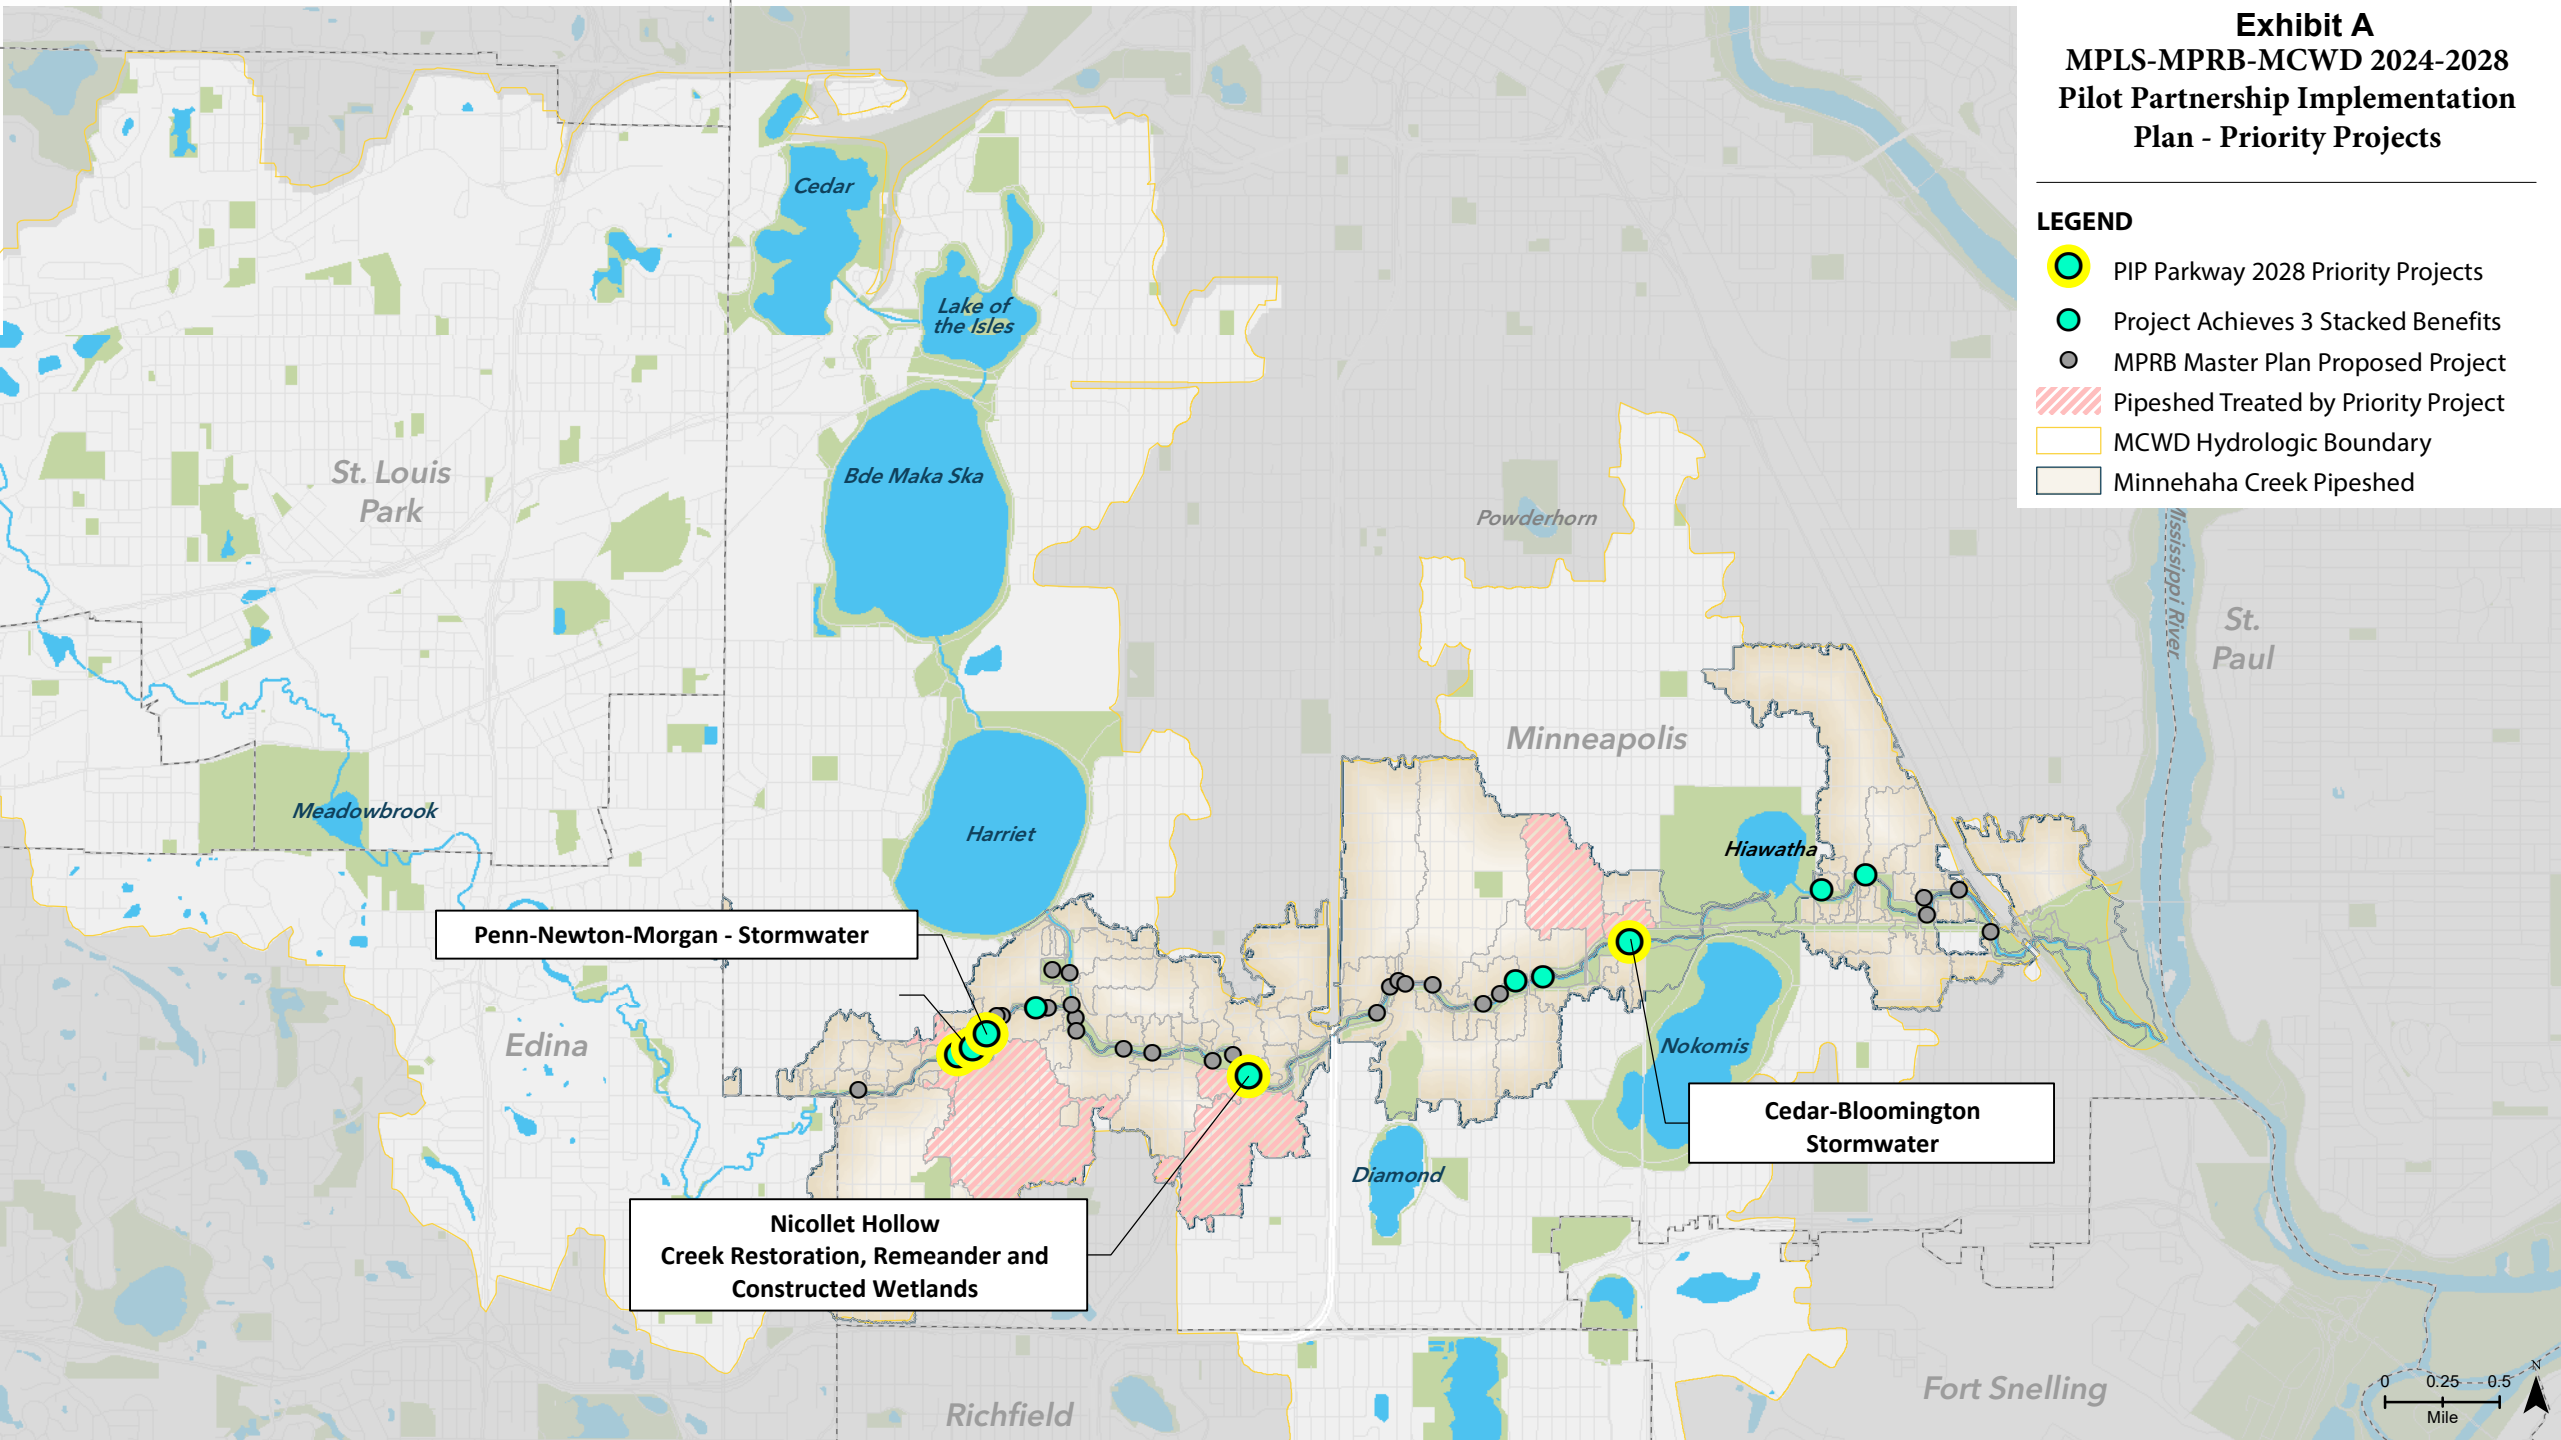 Exhibit A
MPLS-MPRB-MCWD 2024-2028
Pilot Partnership Implementation
Plan - Priority Projects
LEGEND
PIP Parkway 2028 Priority Projects
Project Achieves 3 Stacked Benefits
MPRB Master Plan Proposed Project
Pipeshed Treated by Priority Project
MCWD Hydrologic Boundary
Minnehaha Creek Pipeshed
Cedar
Lake of
the Isles
Bde Maka Ska
St. Louis
Park
Powderhorn
Mississippi River
St.
Paul
Minneapolis
Meadowbrook
Harriet
Hiawatha
Penn-Newton-Morgan - Stormwater
Edina
Nokomis
Cedar-Bloomington
Stormwater
Diamond
Nicollet Hollow
Creek Restoration, Remeander and
Constructed Wetlands
Richfield
Fort Snelling
N
0 0.25 0.5
Mile